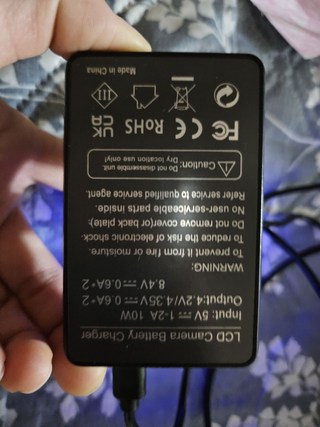 LCD Camera Battery Charger
Input: 5V⎓1-2A 10W
Output: 4.2V/4.35V⎓0.6A*2
8.4V⎓0.6A*2
WARNING:
To prevent from fire or moisture.
To reduce the risk of electronic shock
Do not remove cover(or back plate).
No user-serviceable parts inside.
Refer service to qualified service agent.
Caution: Do not disassemble unit!
Dry location use only!
FC CE RoHS UK CA
III
Made in China